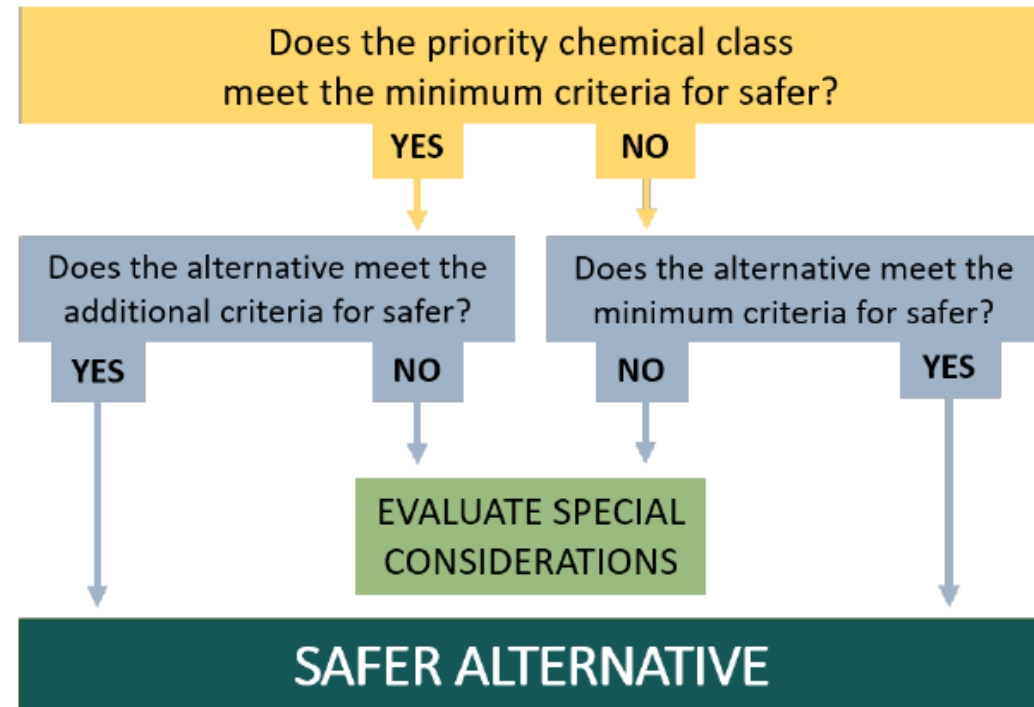 Does the priority chemical class
meet the minimum criteria for safer?
YES
NO
Does the alternative meet the
additional criteria for safer?
Does the alternative meet the
minimum criteria for safer?
YES
NO
NO
YES
EVALUATE SPECIAL
CONSIDERATIONS
SAFER ALTERNATIVE